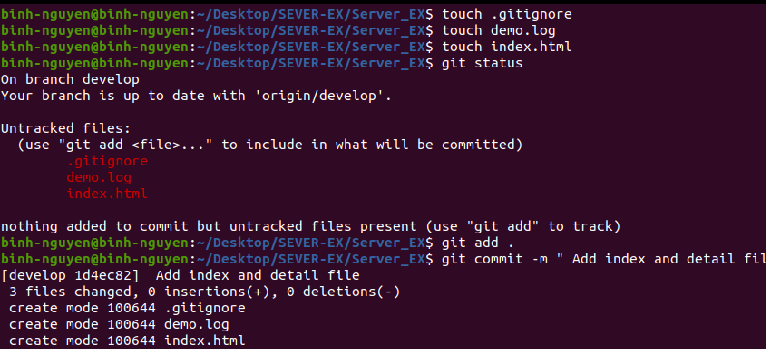 binh-nguyen@binh-nguyen:~/Desktop/SEVER-EX/Server_EX$ touch .gitignore
binh-nguyen@binh-nguyen:~/Desktop/SEVER-EX/Server_EX$ touch demo.log
binh-nguyen@binh-nguyen:~/Desktop/SEVER-EX/Server_EX$ touch index.html
binh-nguyen@binh-nguyen:~/Desktop/SEVER-EX/Server_EX$ git status
On branch develop
Your branch is up to date with 'origin/develop'.
Untracked files:
(use "git add <file>..." to include in what will be committed)
.gitignore
demo.log
index.html
nothing added to commit but untracked files present (use "git add" to track)
binh-nguyen@binh-nguyen:~/Desktop/SEVER-EX/Server_EX$ git add .
binh-nguyen@binh-nguyen:~/Desktop/SEVER-EX/Server_EX$ git commit -m " Add index and detail fil
[develop 1d4ec82]  Add index and detail file
3 files changed, 0 insertions(+), 0 deletions(-)
create mode 100644 .gitignore
create mode 100644 demo.log
create mode 100644 index.html